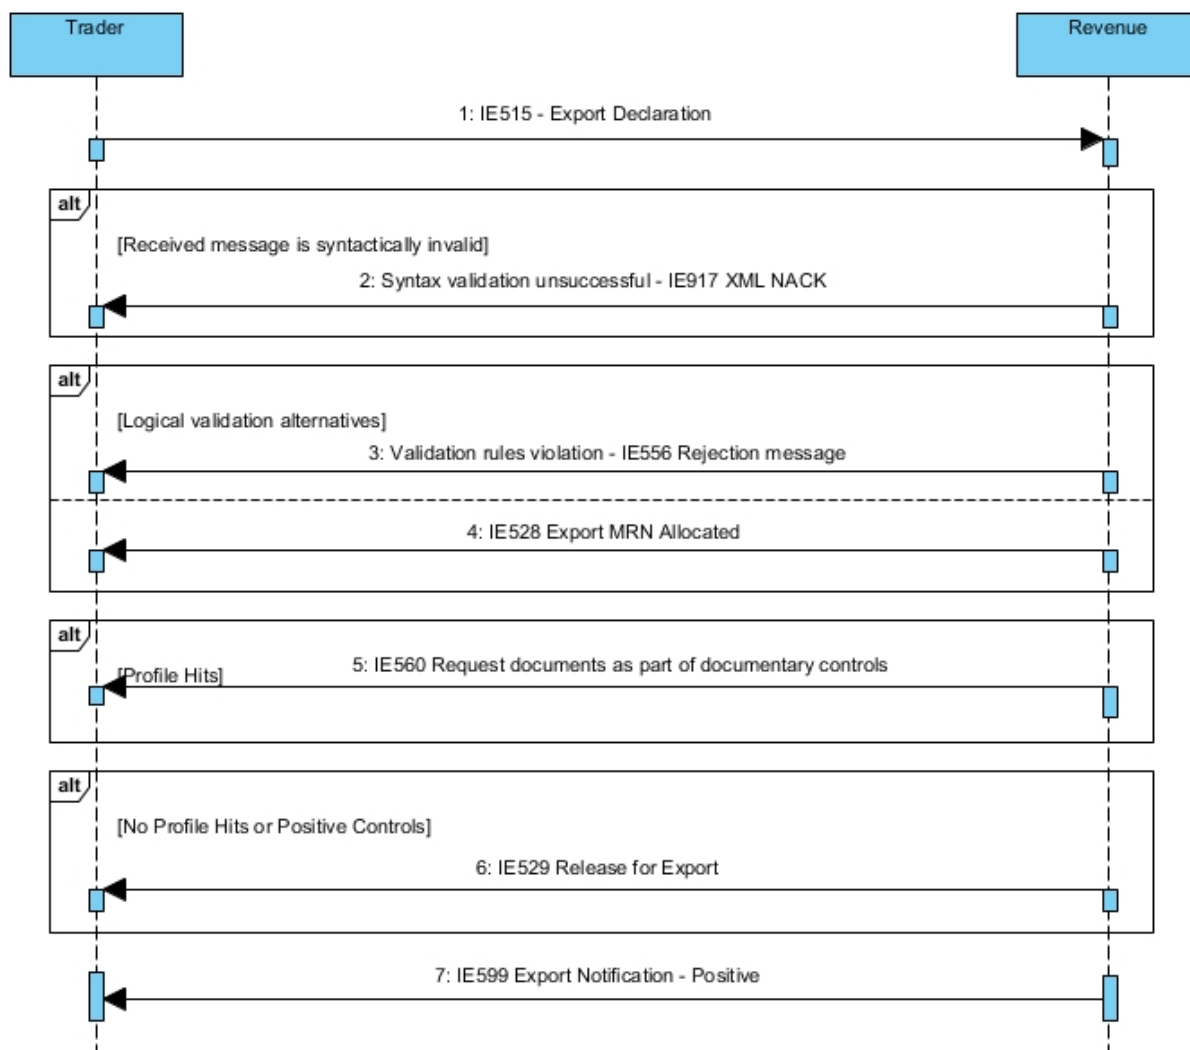 Trader
Revenue
1: IE515 - Export Declaration
alt
[Received message is syntactically invalid]
2: Syntax validation unsuccessful - IE917 XML NACK
alt
[Logical validation alternatives]
3: Validation rules violation - IE556 Rejection message
4: IE528 Export MRN Allocated
alt
5: IE560 Request documents as part of documentary controls
[Profile Hits]
alt
[No Profile Hits or Positive Controls]
6: IE529 Release for Export
7: IE599 Export Notification - Positive